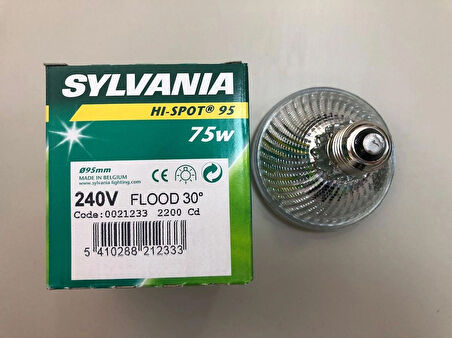 SYLVANIA
HI-SPOT® 95
75w
Ø95mm
MADE IN BELGIUM
www.sylvania-lighting.com
CE
240V FLOOD 30°
Code:0021233 2200 Cd
5 410288 212333